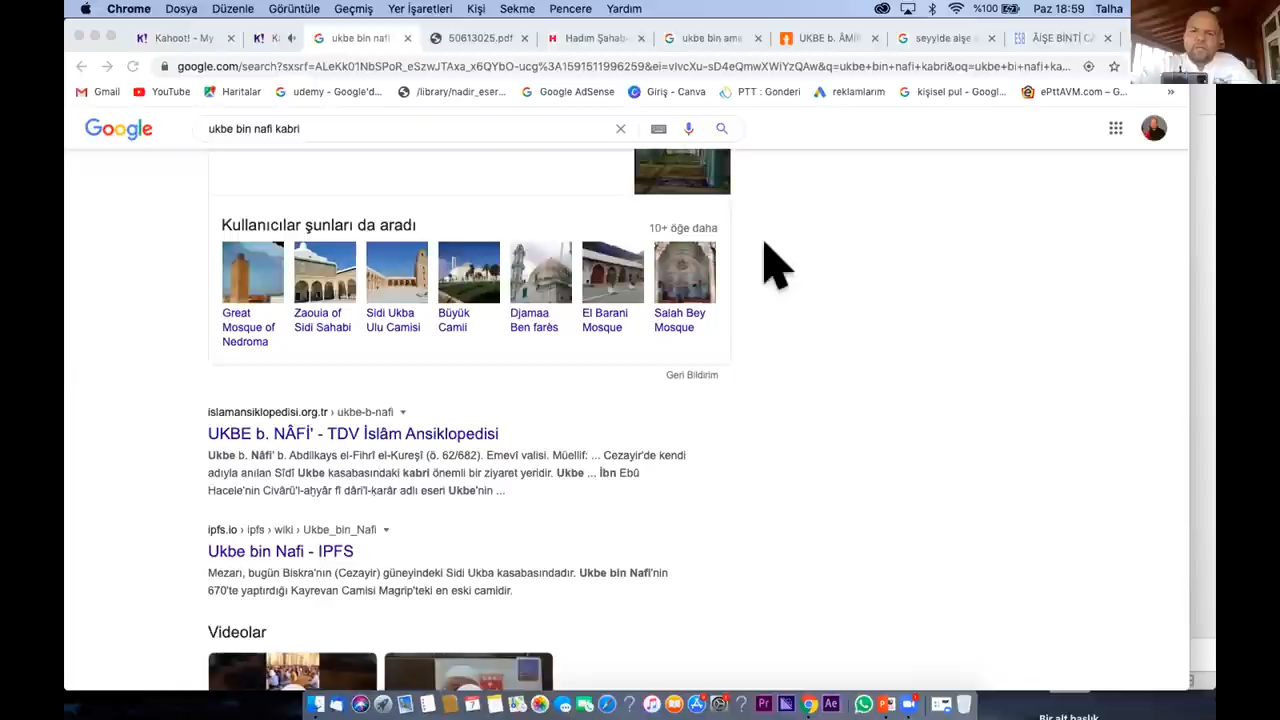 Chrome Dosya Düzenle Görüntüle Geçmiş Yer İşaretleri Kişi Sekme Pencere Yardım %100 Paz 18:59 Talha
Kahoot! - My
ukbe bin nafi
50613025.pdf
Hadım Şahab
ukbe bin am
UKBE b. ÂMİ
seyyide aişe
ÂİŞE BİNTİ C
google.com/search?sxsrf=ALeKk01NbSPoR_eSzwJTAxa_x6QYbO-ucg%3A1591511996259&ei=vIvcXu-sD4eQmwXWiYzQAw&q=ukbe+bin+nafi+kabri&oq=ukbe+bi+nafi+ka...
Gmail YouTube Haritalar udemy - Google'd... /library/nadir_eser... Google AdSense Giriş - Canva PTT : Gonderi reklamlarım kişisel pul - Googl... ePttAVM.com – G... »
Google
ukbe bin nafi kabri
Kullanıcılar şunları da aradı
10+ öğe daha
Great Mosque of Nedroma
Zaouia of Sidi Sahabi
Sidi Ukba Ulu Camisi
Büyük Camii
Djamaa Ben farès
El Barani Mosque
Salah Bey Mosque
Geri Bildirim
islamansiklopedisi.org.tr › ukbe-b-nafi
UKBE b. NÂFİ' - TDV İslâm Ansiklopedisi
Ukbe b. Nâfi' b. Abdilkays el-Fihrî el-Kureşî (ö. 62/682). Emevî valisi. Müellif: ... Cezayir'de kendi
adıyla anılan Sîdî Ukbe kasabasındaki kabri önemli bir ziyaret yeridir. Ukbe ... İbn Ebû
Hacele'nin Civârü'l-aḫyâr fî dâri'l-ḳarâr adlı eseri Ukbe'nin ...
ipfs.io › ipfs › wiki › Ukbe_bin_Nafi
Ukbe bin Nafi - IPFS
Mezarı, bugün Biskra'nın (Cezayir) güneyindeki Sidi Ukba kasabasındadır. Ukbe bin Nafi'nin
670'te yaptırdığı Kayrevan Camisi Magrip'teki en eski camidir.
Videolar
Bir alt başlık